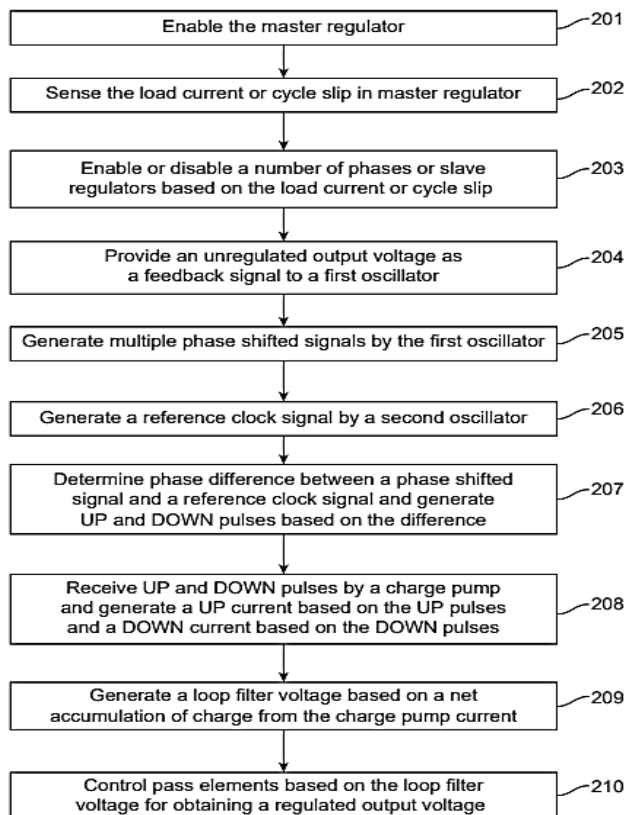 Enable the master regulator
201
Sense the load current or cycle slip in master regulator
202
Enable or disable a number of phases or slave
regulators based on the load current or cycle slip
203
Provide an unregulated output voltage as
a feedback signal to a first oscillator
204
Generate multiple phase shifted signals by the first oscillator
205
Generate a reference clock signal by a second oscillator
206
Determine phase difference between a phase shifted
signal and a reference clock signal and generate
UP and DOWN pulses based on the difference
207
Receive UP and DOWN pulses by a charge pump
and generate a UP current based on the UP pulses
and a DOWN current based on the DOWN pulses
208
Generate a loop filter voltage based on a net
accumulation of charge from the charge pump current
209
Control pass elements based on the loop filter
voltage for obtaining a regulated output voltage
210